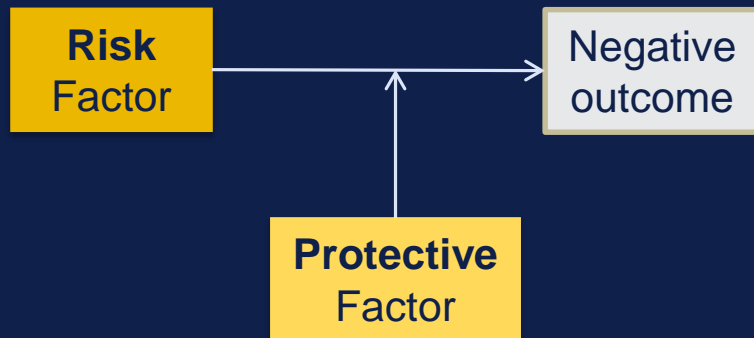 Risk
Factor
Negative
outcome
Protective
Factor